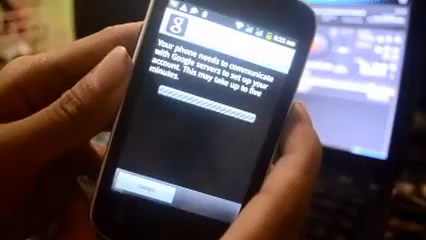 g
Your phone needs to communicate
with Google servers to set up your
account. This may take up to five
minutes.